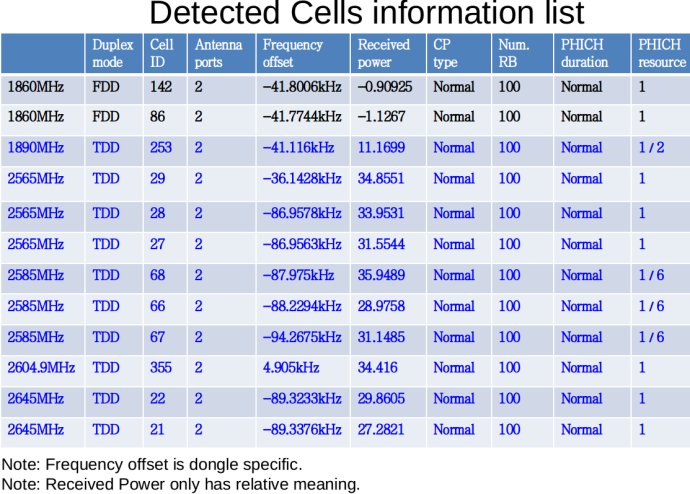 Detected Cells information list
Duplex mode Cell ID Antenna ports Frequency offset Received power CP type Num. RB PHICH duration PHICH resource
1860MHz FDD 142 2 −41.8006kHz −0.90925 Normal 100 Normal 1
1860MHz FDD 86 2 −41.7744kHz −1.1267 Normal 100 Normal 1
1890MHz TDD 253 2 −41.116kHz 11.1699 Normal 100 Normal 1 / 2
2565MHz TDD 29 2 −36.1428kHz 34.8551 Normal 100 Normal 1
2565MHz TDD 28 2 −86.9578kHz 33.9531 Normal 100 Normal 1
2565MHz TDD 27 2 −86.9563kHz 31.5544 Normal 100 Normal 1
2585MHz TDD 68 2 −87.975kHz 35.9489 Normal 100 Normal 1 / 6
2585MHz TDD 66 2 −88.2294kHz 28.9758 Normal 100 Normal 1 / 6
2585MHz TDD 67 2 −94.2675kHz 31.1485 Normal 100 Normal 1 / 6
2604.9MHz TDD 355 2 4.905kHz 34.416 Normal 100 Normal 1
2645MHz TDD 22 2 −89.3233kHz 29.8605 Normal 100 Normal 1
2645MHz TDD 21 2 −89.3376kHz 27.2821 Normal 100 Normal 1
Note: Frequency offset is dongle specific.
Note: Received Power only has relative meaning.